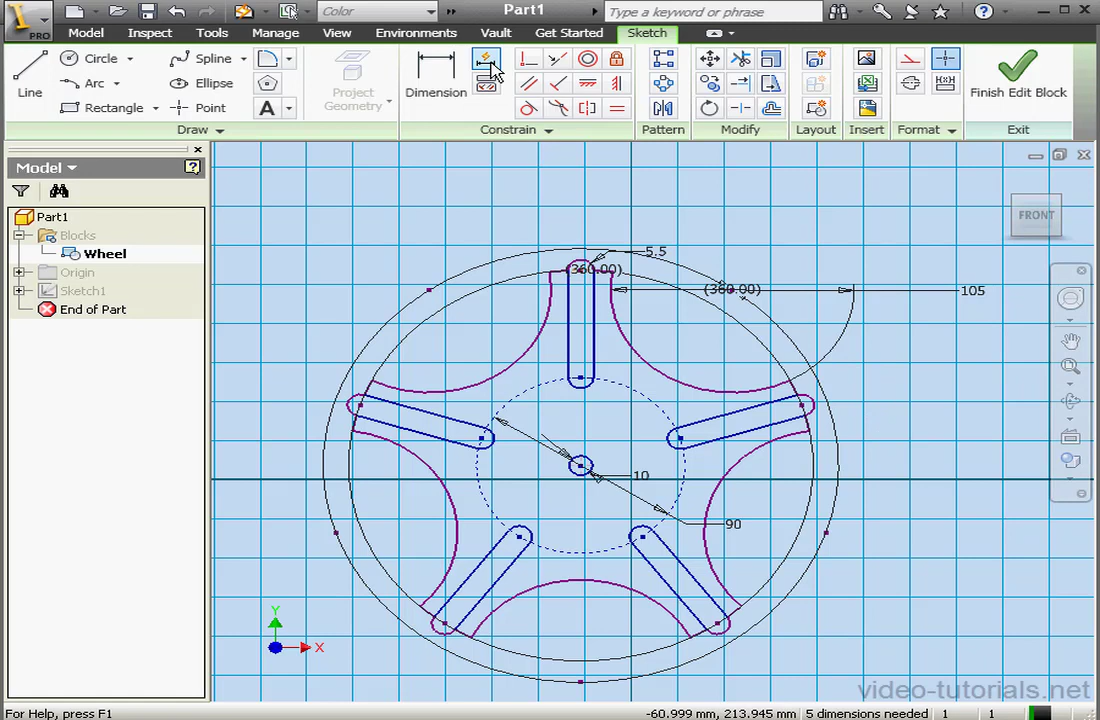 Color
Part1
Type a keyword or phrase
PRO
Model Inspect Tools Manage View Environments Vault Get Started Sketch
Line
Circle
Arc
Rectangle
Spline
Ellipse
Point
A
Project
Geometry
Dimension
Finish Edit Block
Draw
Constrain
Pattern
Modify
Layout
Insert
Format
Exit
Model
Part1
Blocks
Wheel
Origin
Sketch1
End of Part
FRONT
5.5
(360.00)
(360.00)
105
10
90
Y
X
video-tutorials.net
For Help, press F1
-60.999 mm, 213.945 mm 5 dimensions needed 1 1